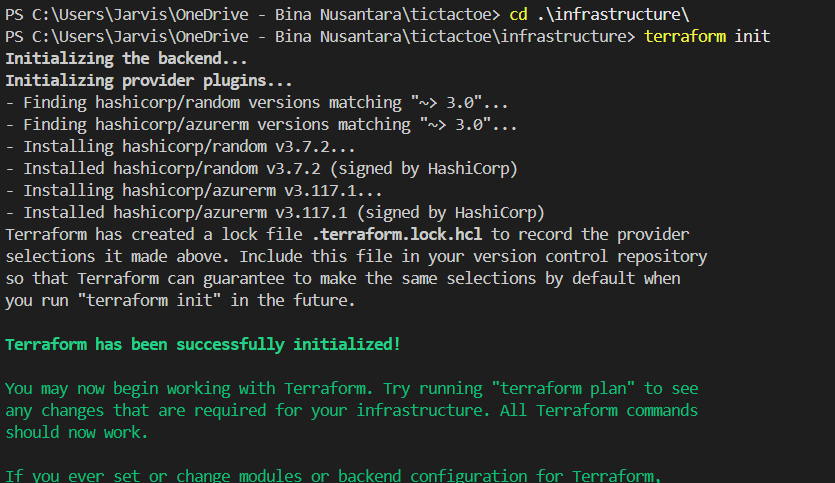 PS C:\Users\Jarvis\OneDrive - Bina Nusantara\tictactoe> cd .\infrastructure\
PS C:\Users\Jarvis\OneDrive - Bina Nusantara\tictactoe\infrastructure> terraform init
Initializing the backend...
Initializing provider plugins...
- Finding hashicorp/random versions matching "~> 3.0"...
- Finding hashicorp/azurerm versions matching "~> 3.0"...
- Installing hashicorp/random v3.7.2...
- Installed hashicorp/random v3.7.2 (signed by HashiCorp)
- Installing hashicorp/azurerm v3.117.1...
- Installed hashicorp/azurerm v3.117.1 (signed by HashiCorp)
Terraform has created a lock file .terraform.lock.hcl to record the provider
selections it made above. Include this file in your version control repository
so that Terraform can guarantee to make the same selections by default when
you run "terraform init" in the future.
Terraform has been successfully initialized!
You may now begin working with Terraform. Try running "terraform plan" to see
any changes that are required for your infrastructure. All Terraform commands
should now work.
If you ever set or change modules or backend configuration for Terraform,